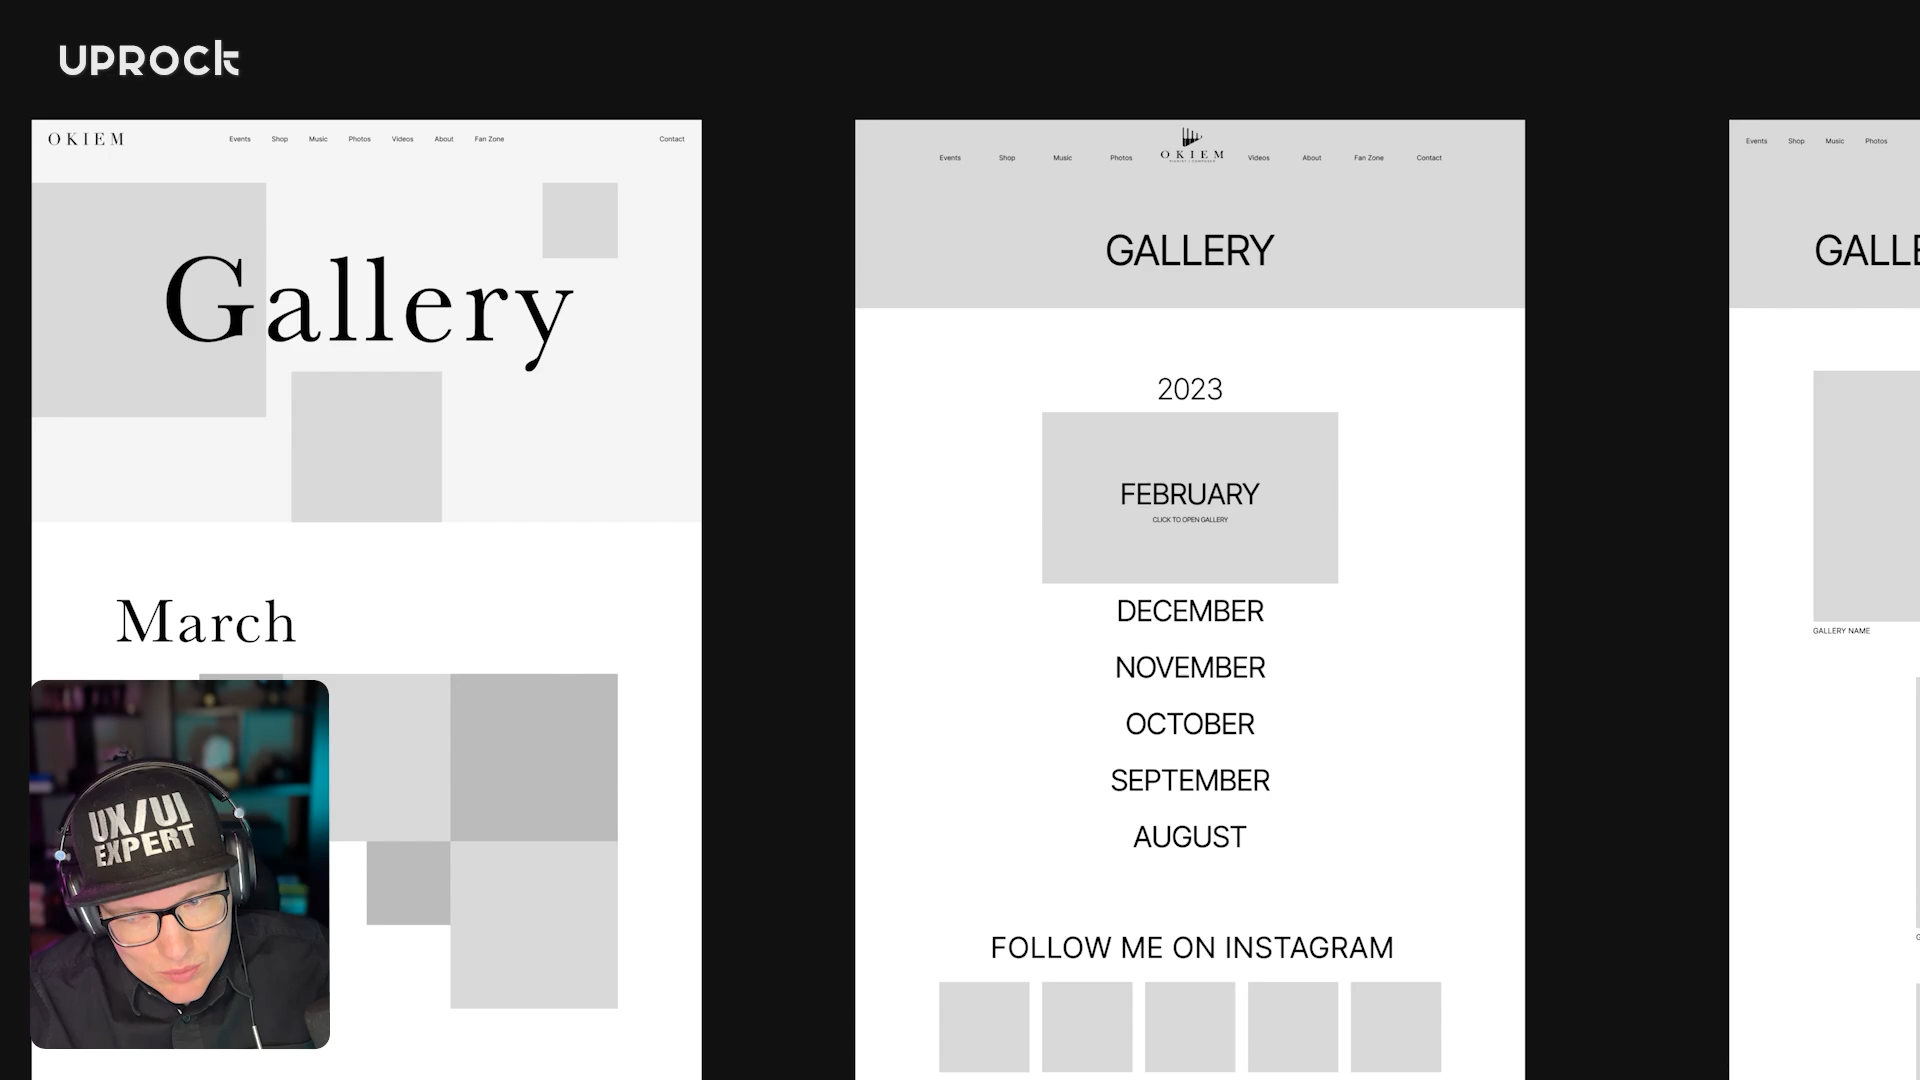 UPROCK
OKIEM
Events Shop Music Photos Videos About Fan Zone Contact
Gallery
March
UX/UI
EXPERT
Events Shop Music Photos
OKIEM
Videos About Fan Zone Contact
GALLERY
2023
FEBRUARY
CLICK TO OPEN GALLERY
DECEMBER
NOVEMBER
OCTOBER
SEPTEMBER
AUGUST
FOLLOW ME ON INSTAGRAM
Events Shop Music Photos
GALLE
GALLERY NAME